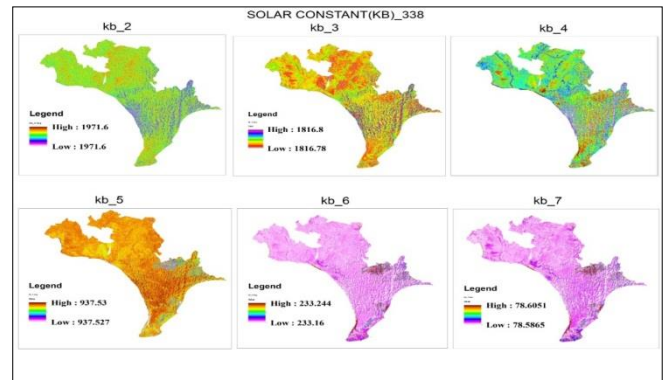 SOLAR CONSTANT(KB)_338
kb_2
kb_3
kb_4
Legend
High : 1971.6
Low : 1971.6
Legend
High : 1816.8
Low : 1816.78
kb_5
kb_6
kb_7
Legend
High : 937.53
Low : 937.527
Legend
High : 233.244
Low : 233.16
Legend
High : 78.6051
Low : 78.5865